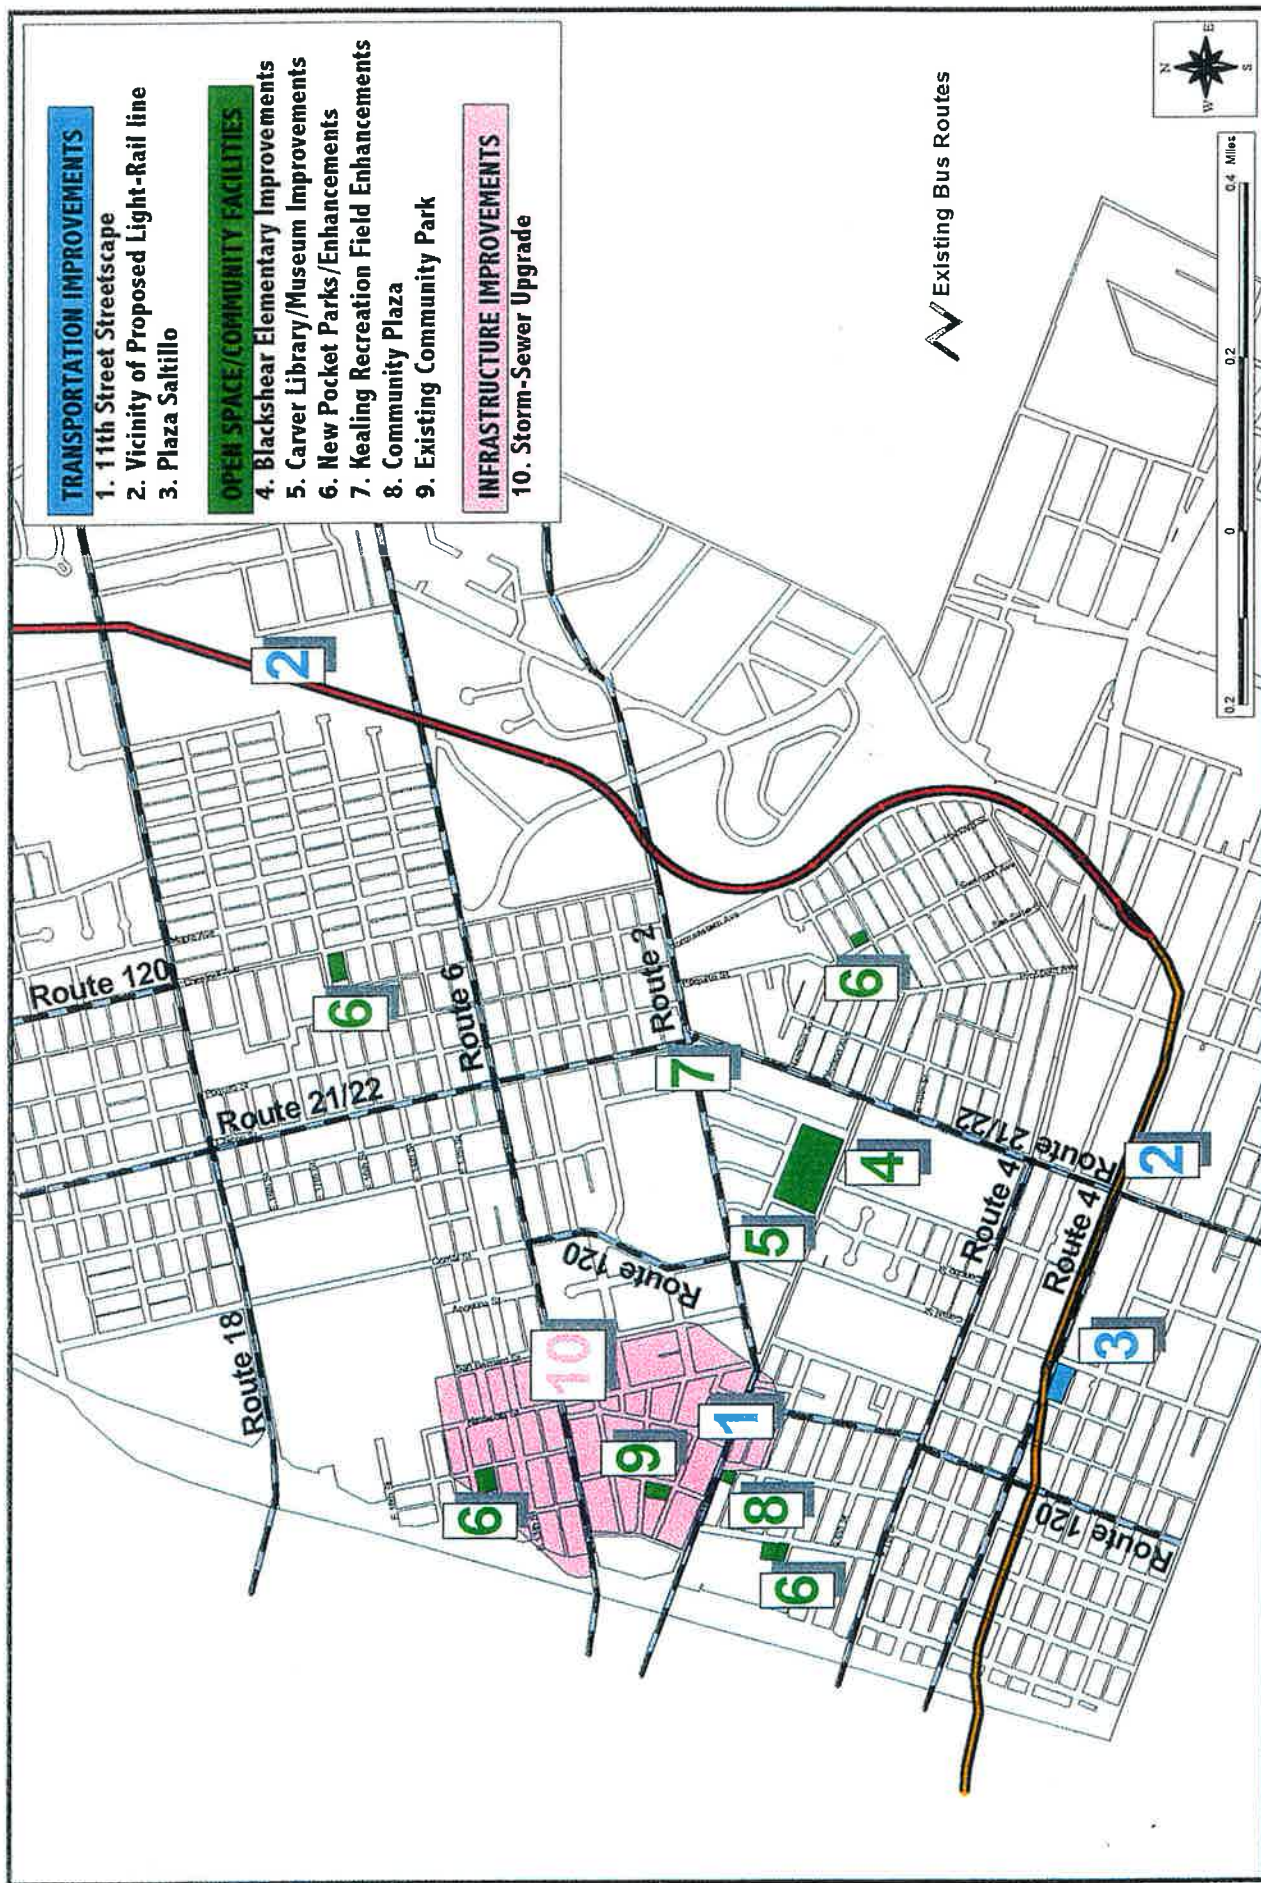 TRANSPORTATION IMPROVEMENTS
1. 11th Street Streetscape
2. Vicinity of Proposed Light-Rail line
3. Plaza Saltillo
OPEN SPACE/COMMUNITY FACILITIES
4. Blackshear Elementary Improvements
5. Carver Library/Museum Improvements
6. New Pocket Parks/Enhancements
7. Kealing Recreation Field Enhancements
8. Community Plaza
9. Existing Community Park
INFRASTRUCTURE IMPROVEMENTS
10. Storm-Sewer Upgrade
Existing Bus Routes
N
E
S
W
0.2
0
0.2
0.4 Miles
2
Route 120
6
Route 6
Route 21/22
Route 2
7
6
4
Route 21/22
5
Route 120
Route 4
Route 4
2
Route 18
10
3
1
9
6
8
6
Route 120